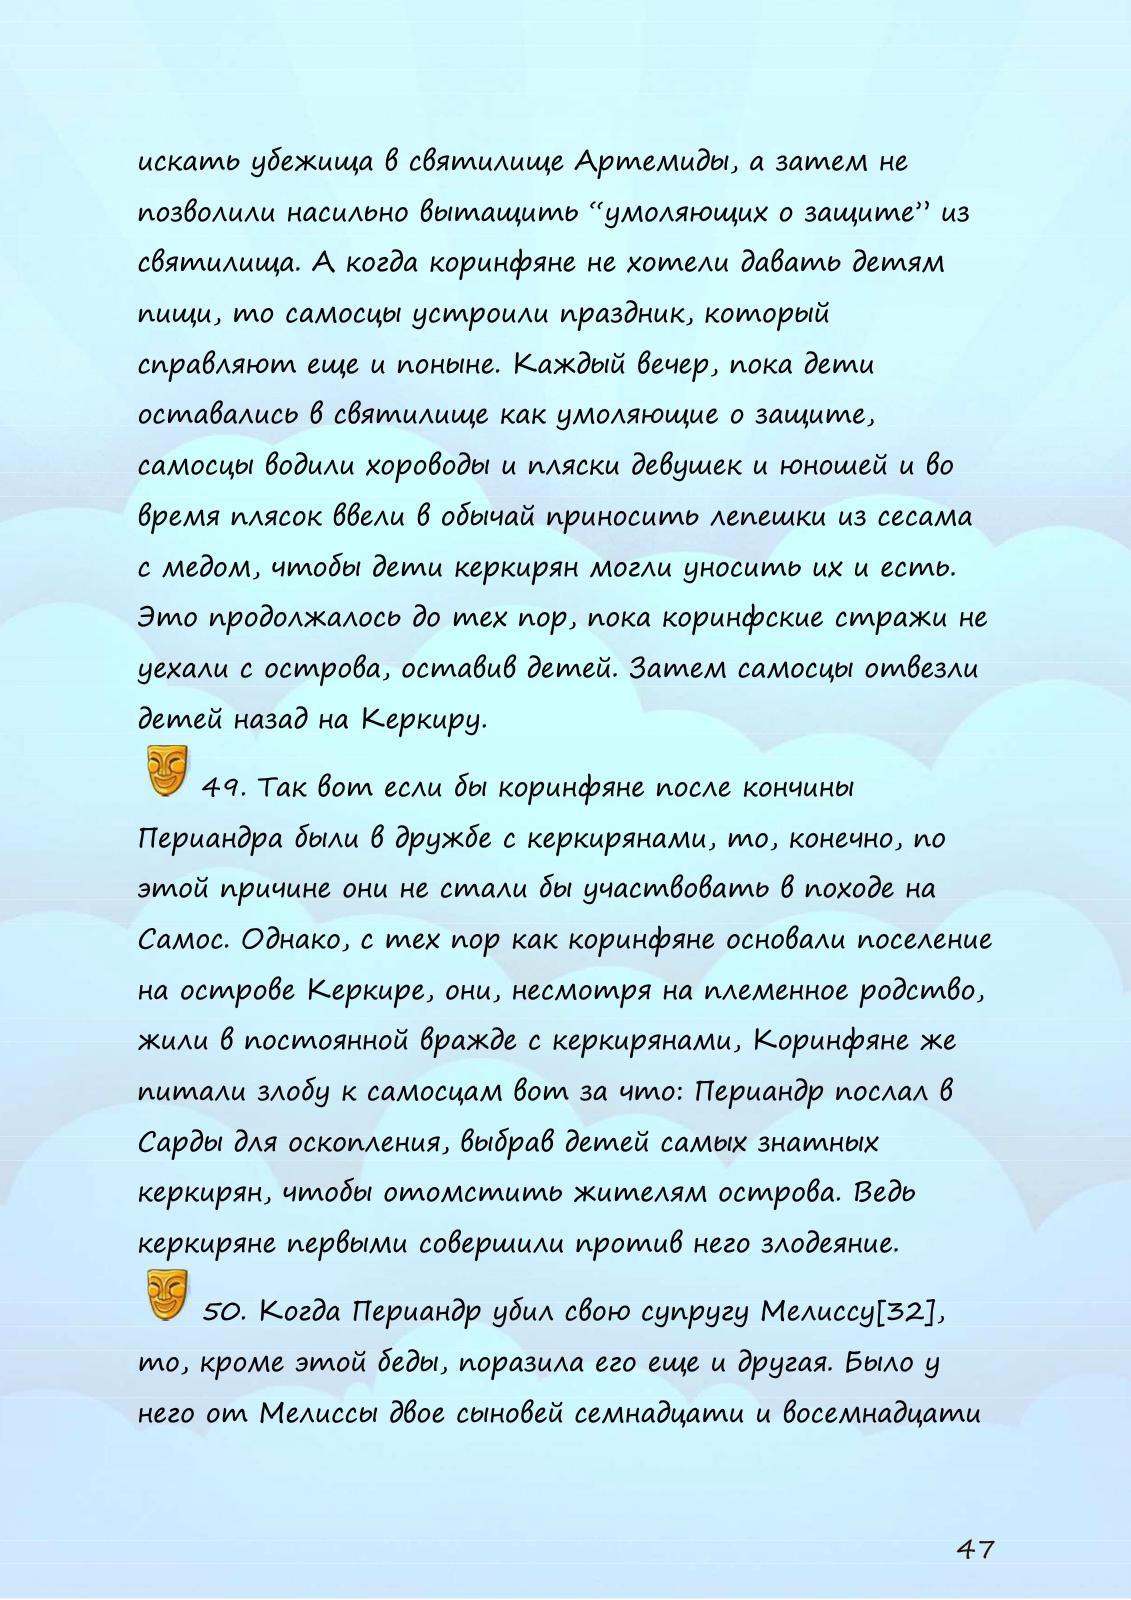 искать убежища в святилище Артемиды, а затем не
позволили насильно вытащить “умоляющих о защите” из
святилища. А когда коринфяне не хотели давать детям
пищи, то самосцы устроили праздник, который
справляют еще и поныне. Каждый вечер, пока дети
оставались в святилище как умоляющие о защите,
самосцы водили хороводы и пляски девушек и юношей и во
время плясок ввели в обычай приносить лепешки из сесама
с медом, чтобы дети керкирян могли уносить их и есть.
Это продолжалось до тех пор, пока коринфские стражи не
уехали с острова, оставив детей. Затем самосцы отвезли
детей назад на Керкиру.
49. Так вот если бы коринфяне после кончины
Периандра были в дружбе с керкирянами, то, конечно, по
этой причине они не стали бы участвовать в походе на
Самос. Однако, с тех пор как коринфяне основали поселение
на острове Керкире, они, несмотря на племенное родство,
жили в постоянной вражде с керкирянами, Коринфяне же
питали злобу к самосцам вот за что: Периандр послал в
Сарды для оскопления, выбрав детей самых знатных
керкирян, чтобы отомстить жителям острова. Ведь
керкиряне первыми совершили против него злодеяние.
50. Когда Периандр убил свою супругу Мелиссу[32],
то, кроме этой беды, поразила его еще и другая. Было у
него от Мелиссы двое сыновей семнадцати и восемнадцати
47